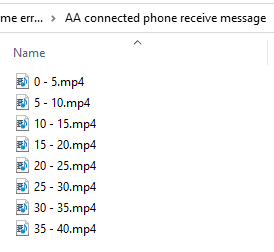 me err... > AA connected phone receive message
Name
0 - 5.mp4
5 - 10.mp4
10 - 15.mp4
15 - 20.mp4
20 - 25.mp4
25 - 30.mp4
30 - 35.mp4
35 - 40.mp4